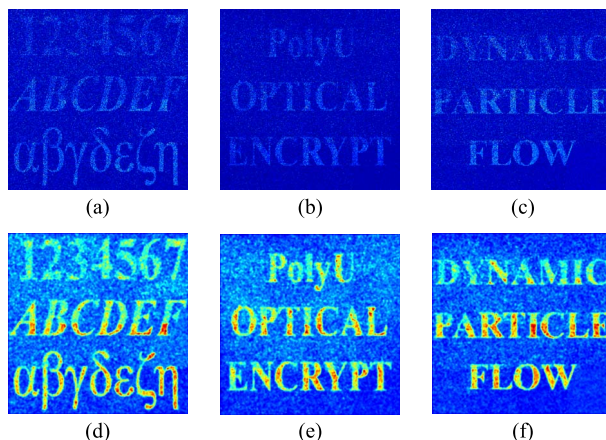 1234567
ABCDEF
αβγδεζη
(a)
PolyU
OPTICAL
ENCRYPT
(b)
DYNAMIC
PARTICLE
FLOW
(c)
1234567
ABCDEF
αβγδεζη
(d)
PolyU
OPTICAL
ENCRYPT
(e)
DYNAMIC
PARTICLE
FLOW
(f)